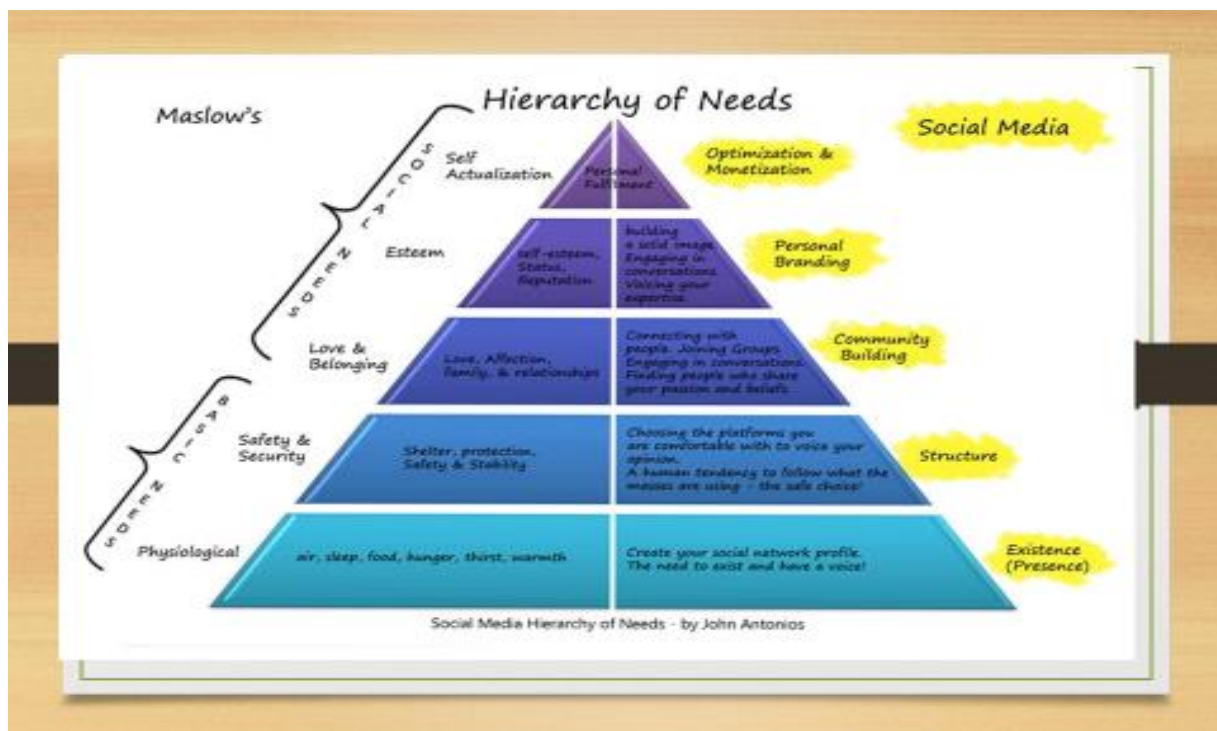 Hierarchy of Needs
Maslow's
Social Media
SOCIAL NEEDS
Self
Actualization
Personal
Fulfilment
Optimization &
Monetization
Esteem
self-esteem,
Status,
Reputation
building
a solid image.
Engaging in
conversations.
Voicing your
expertise.
Personal
Branding
Love &
Belonging
Love, Affection,
family, & relationships
Connecting with
people. Joining Groups.
Engaging in conversations.
Finding people who share
your passion and beliefs
Community
Building
BASIC NEEDS
Safety &
Security
Shelter, protection,
Safety & Stability
Choosing the platforms you
are comfortable with to voice your
opinion.
A human tendency to follow what the
masses are using - the safe choice!
Structure
Physiological
air, sleep, food, hunger, thirst, warmth
Create your social network profile.
The need to exist and have a voice!
Existence
(Presence)
Social Media Hierarchy of Needs - by John Antonios